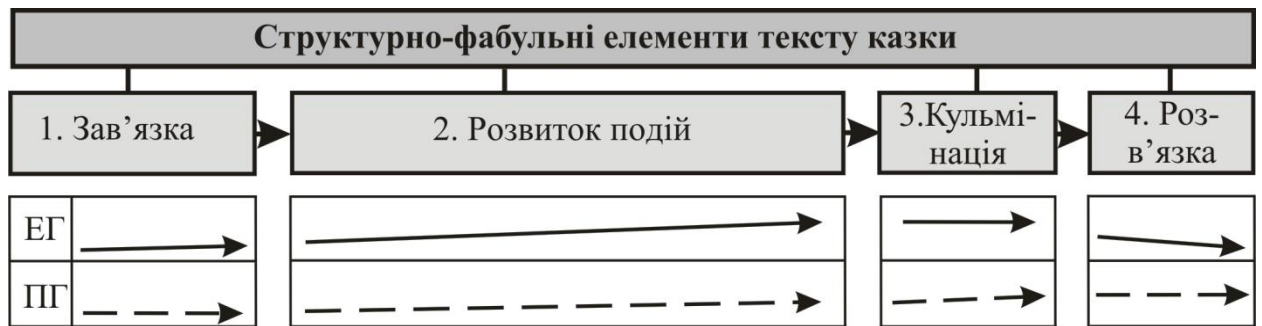 Структурно-фабульні елементи тексту казки
1. Зав’язка
2. Розвиток подій
3.Кульмі-
нація
4. Роз-
в’язка
ЕГ
ПГ